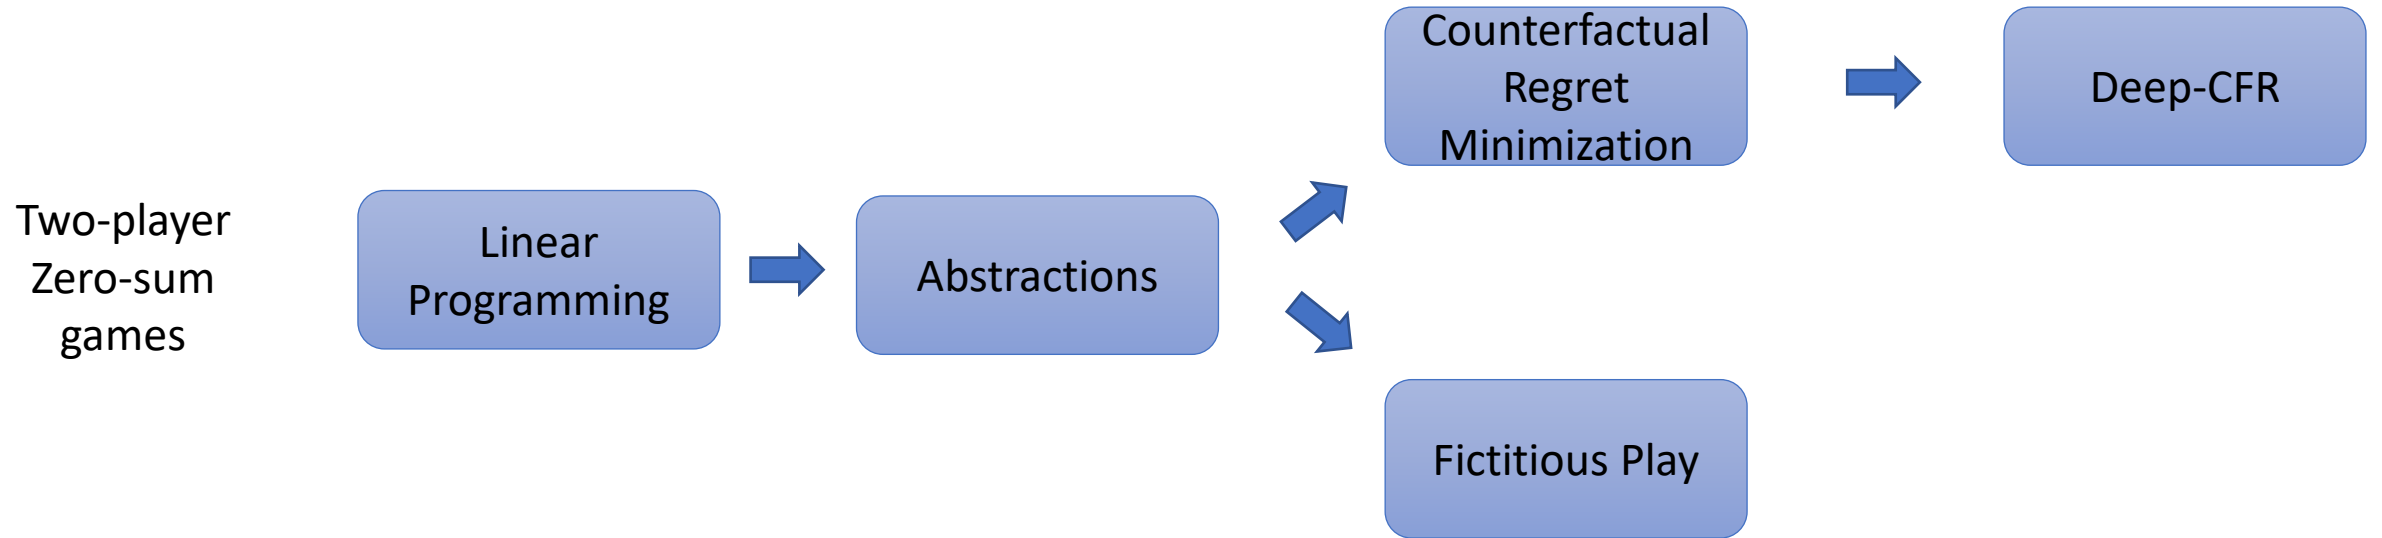 Two-player
Zero-sum
games
Linear
Programming
Abstractions
Counterfactual
Regret
Minimization
Deep-CFR
Fictitious Play